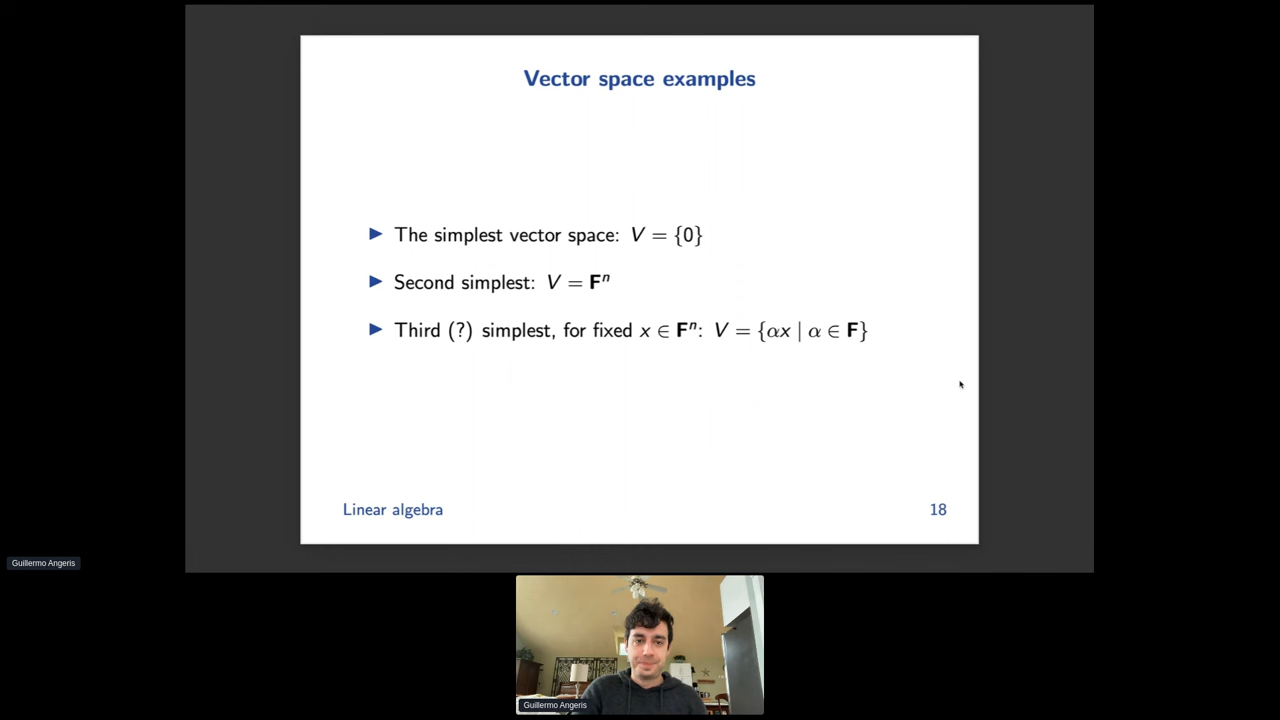 Vector space examples
▶ The simplest vector space: V = {0}
▶ Second simplest: V = Fⁿ
▶ Third (?) simplest, for fixed x ∈ Fⁿ: V = {αx | α ∈ F}
Linear algebra
18
Guillermo Angeris
Guillermo Angeris